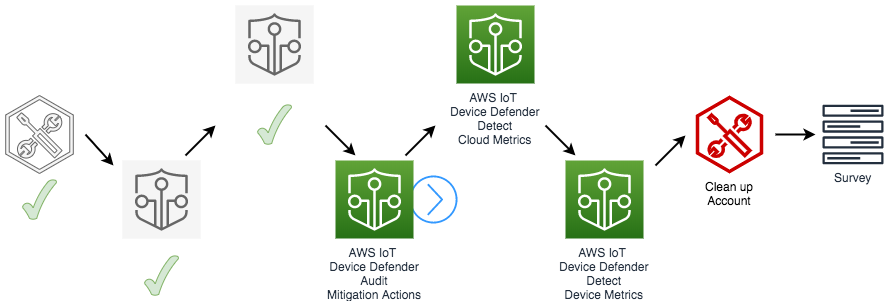 AWS IoT
Device Defender
Detect
Cloud Metrics
AWS IoT
Device Defender
Audit
Mitigation Actions
AWS IoT
Device Defender
Detect
Device Metrics
Clean up
Account
Survey